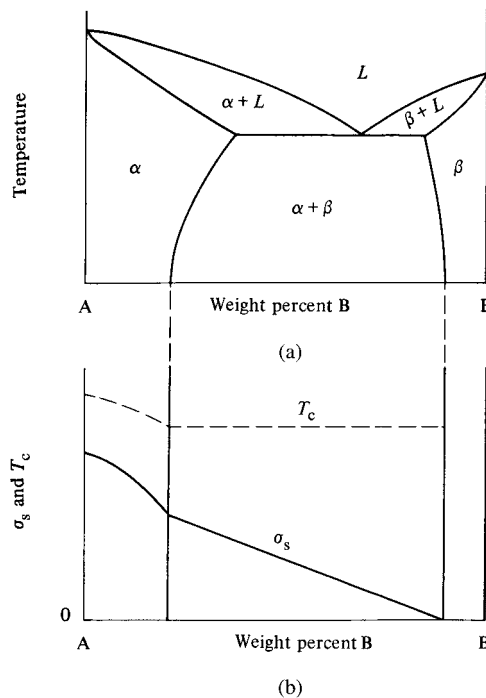 Temperature
L
α + L
β + L
α
β
α + β
A
Weight percent B
B
(a)
σs and Tc
Tc
σs
0
A
Weight percent B
B
(b)